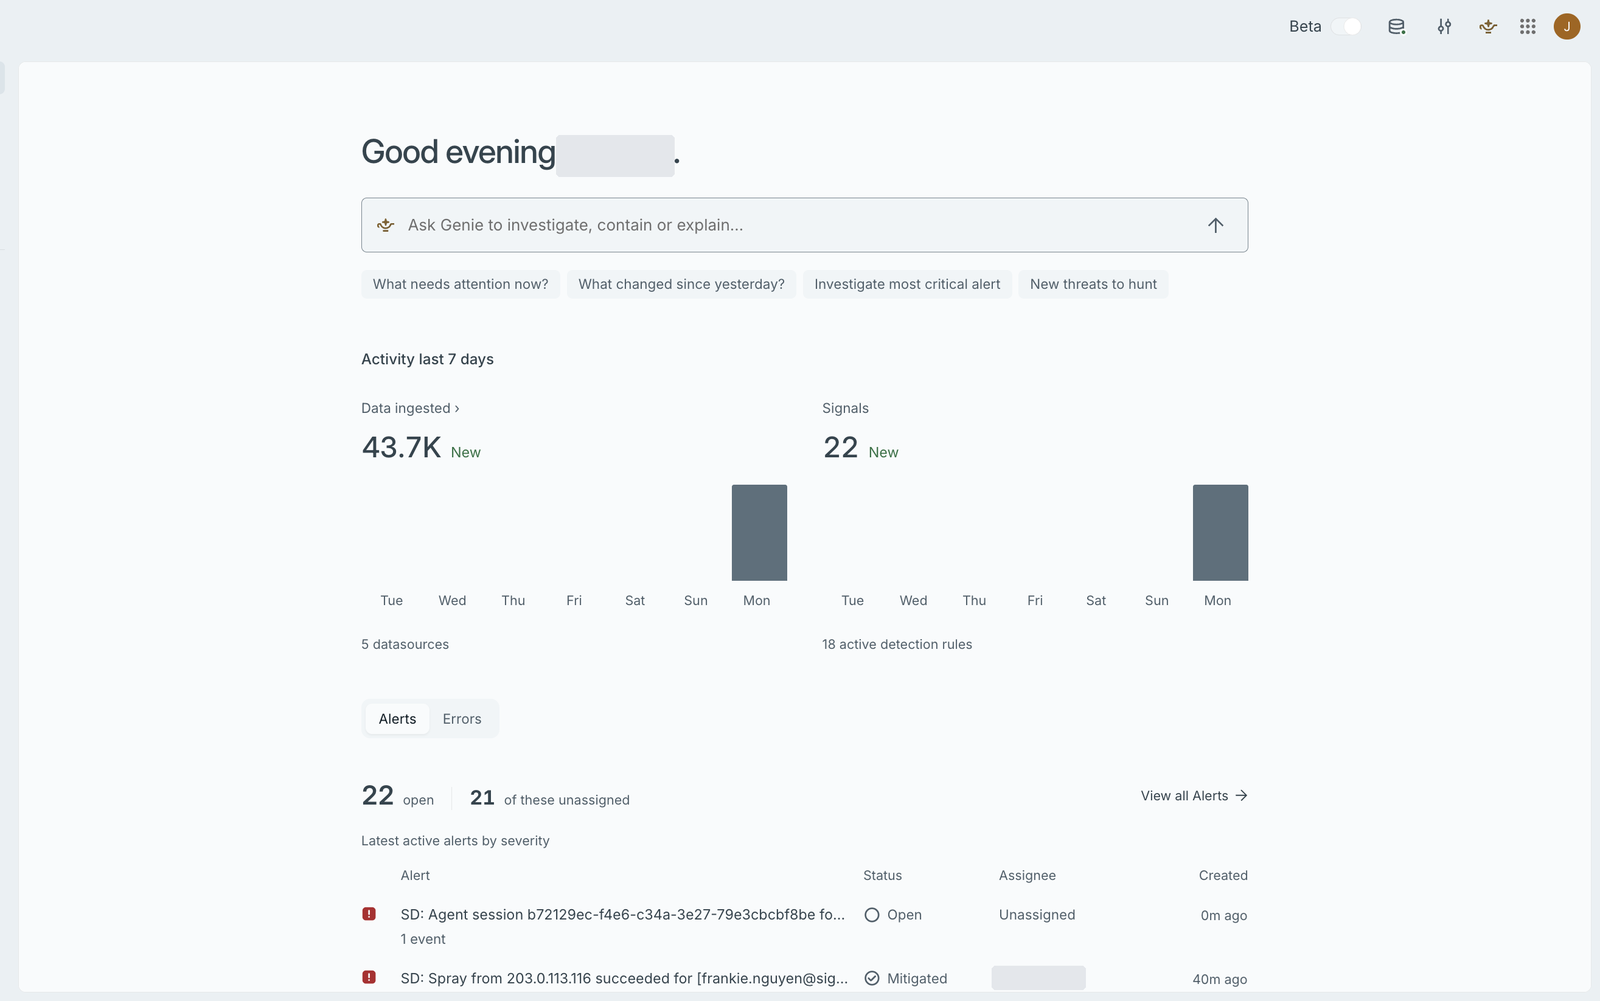 Beta
J
Good evening .
Ask Genie to investigate, contain or explain...
What needs attention now? What changed since yesterday? Investigate most critical alert New threats to hunt
Activity last 7 days
Data ingested ›
43.7K New
Tue Wed Thu Fri Sat Sun Mon
5 datasources
Signals
22 New
Tue Wed Thu Fri Sat Sun Mon
18 active detection rules
Alerts Errors
22 open 21 of these unassigned
View all Alerts →
Latest active alerts by severity
Alert Status Assignee Created
SD: Agent session b72129ec-f4e6-c34a-3e27-79e3cbcbf8be fo... Open Unassigned 0m ago
1 event
SD: Spray from 203.0.113.116 succeeded for [frankie.nguyen@sig... Mitigated 40m ago